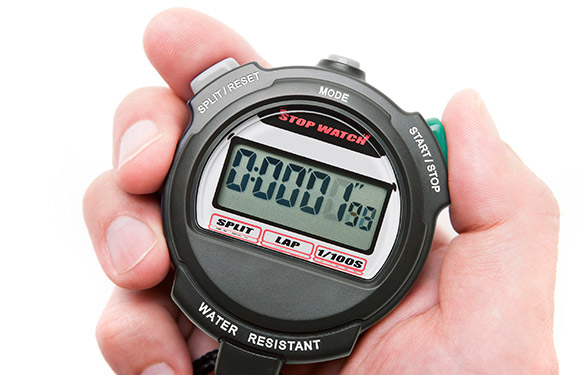 SPLIT/RESET
MODE
START/STOP
STOP WATCH
0:00 01"98
SPLIT
LAP
1/100S
WATER RESISTANT